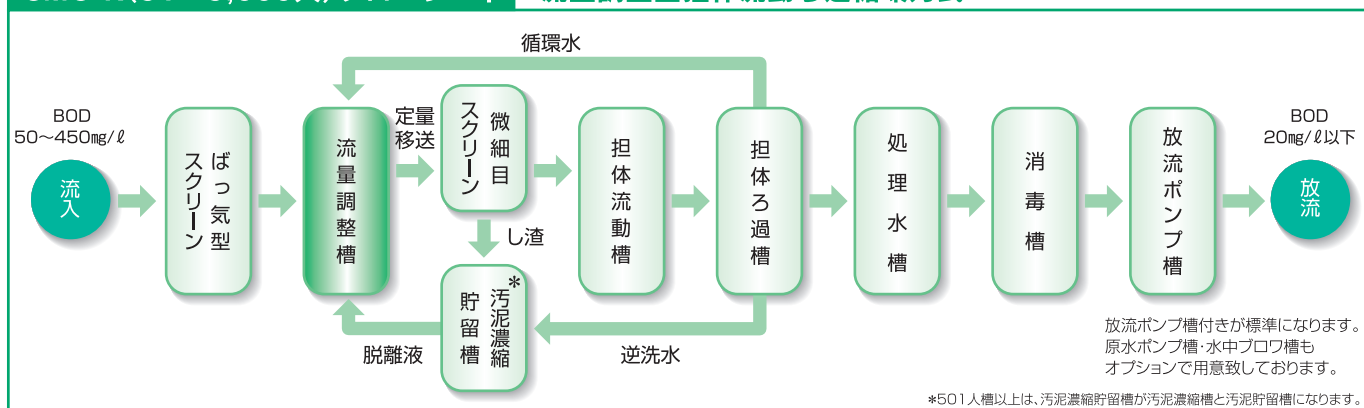 循環水
BOD
50～450㎎/ℓ
流入
ばっ気型
スクリーン
流量調整槽
定量
移送
微細目
スクリーン
し渣
汚泥濃縮
貯留槽
*
脱離液
逆洗水
担体流動槽
担体ろ過槽
処理水槽
消毒槽
放流ポンプ槽
BOD
20㎎/ℓ以下
放流
放流ポンプ槽付きが標準になります。
原水ポンプ槽・水中ブロワ槽も
オプションで用意致しております。
*501人槽以上は、汚泥濃縮貯留槽が汚泥濃縮槽と汚泥貯留槽になります。